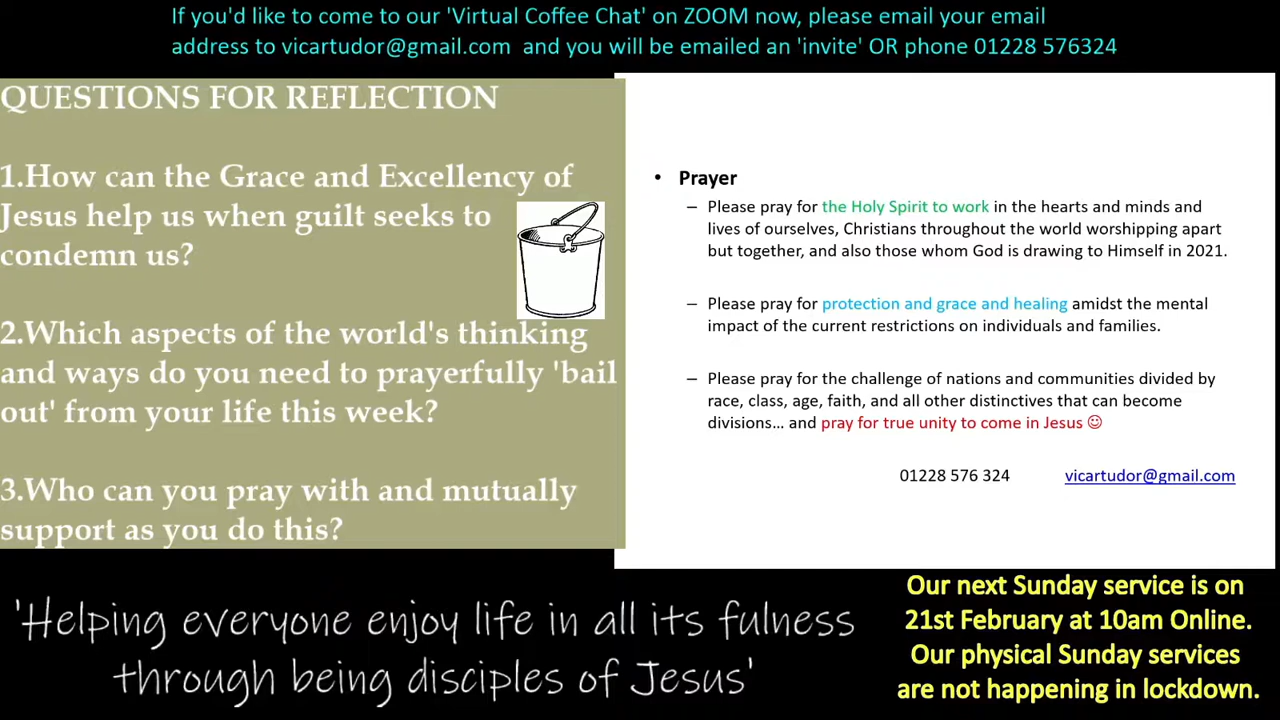 If you'd like to come to our 'Virtual Coffee Chat' on ZOOM now, please email your email
address to vicartudor@gmail.com and you will be emailed an 'invite' OR phone 01228 576324
QUESTIONS FOR REFLECTION
1.How can the Grace and Excellency of
Jesus help us when guilt seeks to
condemn us?
2.Which aspects of the world's thinking
and ways do you need to prayerfully 'bail
out' from your life this week?
3.Who can you pray with and mutually
support as you do this?
• Prayer
– Please pray for the Holy Spirit to work in the hearts and minds and
lives of ourselves, Christians throughout the world worshipping apart
but together, and also those whom God is drawing to Himself in 2021.
– Please pray for protection and grace and healing amidst the mental
impact of the current restrictions on individuals and families.
– Please pray for the challenge of nations and communities divided by
race, class, age, faith, and all other distinctives that can become
divisions… and pray for true unity to come in Jesus ☺
01228 576 324 vicartudor@gmail.com
'Helping everyone enjoy life in all its fulness
through being disciples of Jesus'
Our next Sunday service is on
21st February at 10am Online.
Our physical Sunday services
are not happening in lockdown.